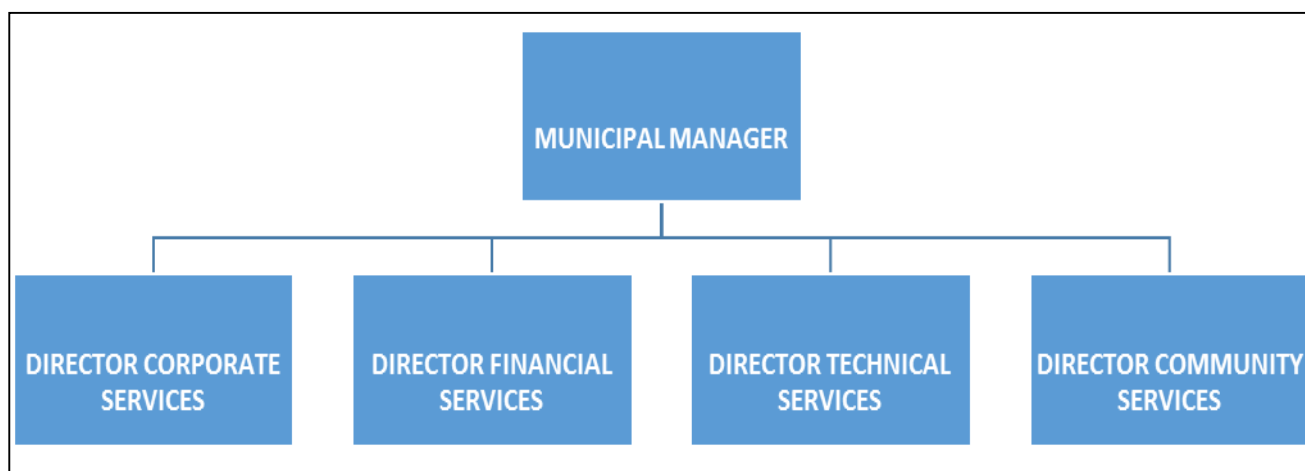 MUNICIPAL MANAGER
DIRECTOR CORPORATE
SERVICES
DIRECTOR FINANCIAL
SERVICES
DIRECTOR TECHNICAL
SERVICES
DIRECTOR COMMUNITY
SERVICES